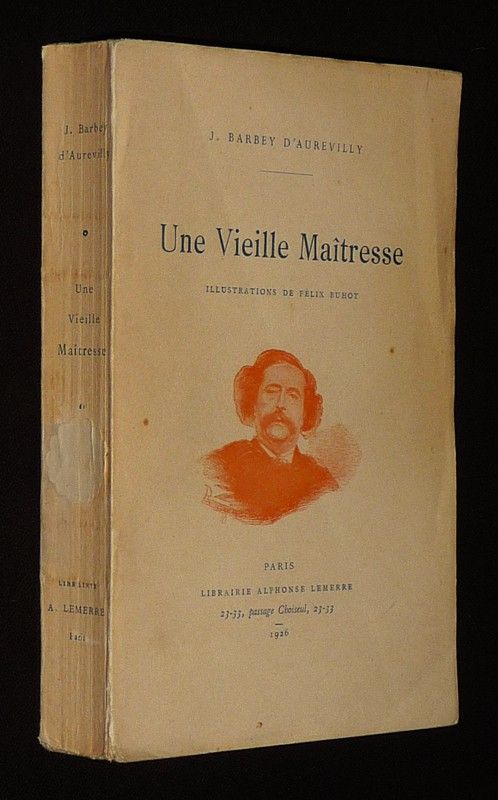 J. Barbey
d'Aurevilly
Une
Vieille
Maîtresse
A. LEMERRE
J. BARBEY D'AUREVILLY
Une Vieille Maîtresse
ILLUSTRATIONS DE FÉLIX BUHOT
PARIS
LIBRAIRIE ALPHONSE LEMERRE
23-33, passage Choiseul, 23-33
1926